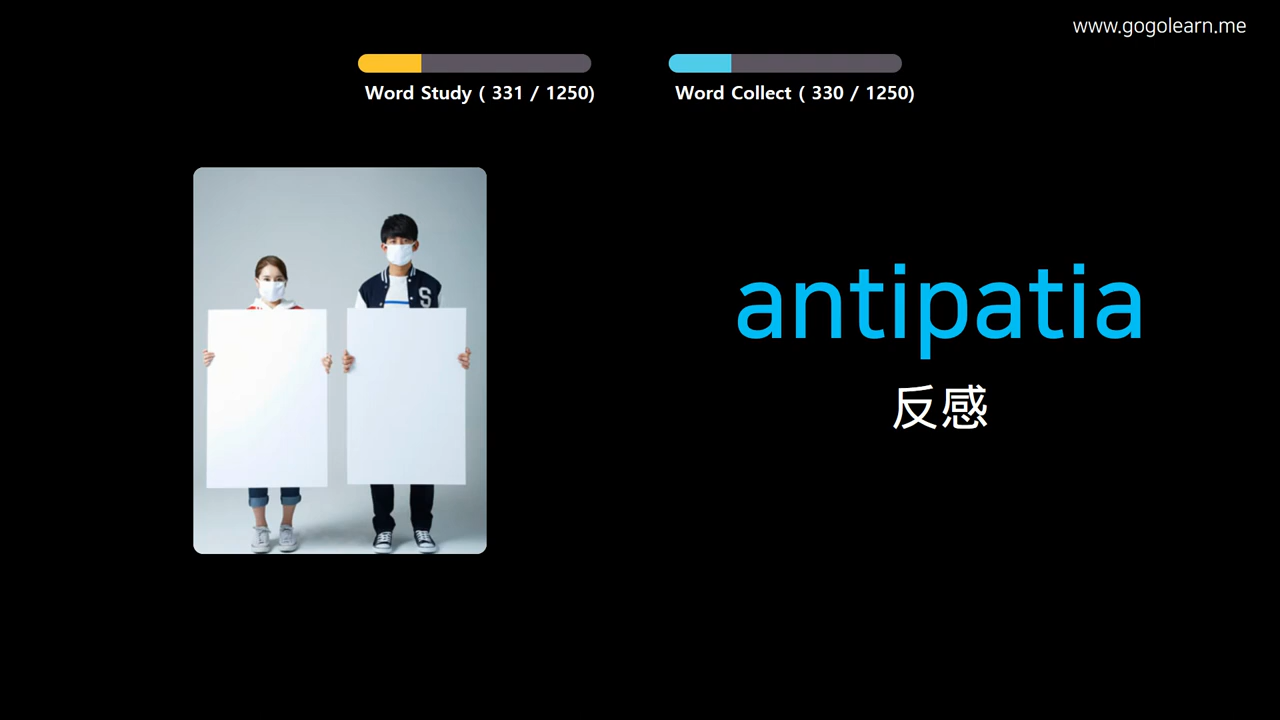 www.gogolearn.me
Word Study ( 331 / 1250)
Word Collect ( 330 / 1250)
S
antipatia
反感